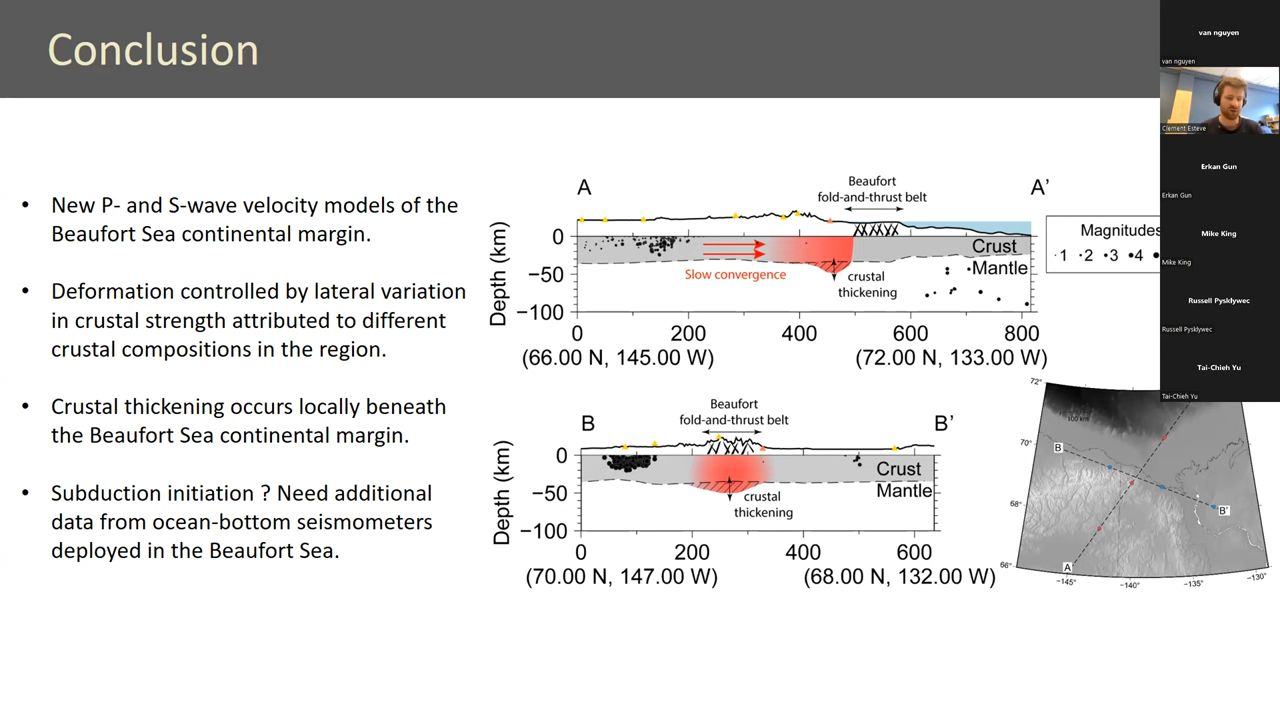 Conclusion
• New P- and S-wave velocity models of the
Beaufort Sea continental margin.
• Deformation controlled by lateral variation
in crustal strength attributed to different
crustal compositions in the region.
• Crustal thickening occurs locally beneath
the Beaufort Sea continental margin.
• Subduction initiation ? Need additional
data from ocean-bottom seismometers
deployed in the Beaufort Sea.
A
Beaufort
fold-and-thrust belt
A'
Depth (km)
0
−50
−100
Slow convergence
crustal
thickening
Crust
Mantle
0 200 400 600 800
(66.00 N, 145.00 W) (72.00 N, 133.00 W)
Magnitudes
1 2 3 4
B
Beaufort
fold-and-thrust belt
B'
Depth (km)
0
−50
−100
crustal
thickening
Crust
Mantle
0 200 400 600
(70.00 N, 147.00 W) (68.00 N, 132.00 W)
72°
70°
68°
66°
100 km
B
B'
A
−145°
−140°
−135°
−130°
van nguyen
van nguyen
Clement Esteve
Erkan Gun
Erkan Gun
Mike King
Mike King
Russell Pysklywec
Russell Pysklywec
Tai-Chieh Yu
Tai-Chieh Yu